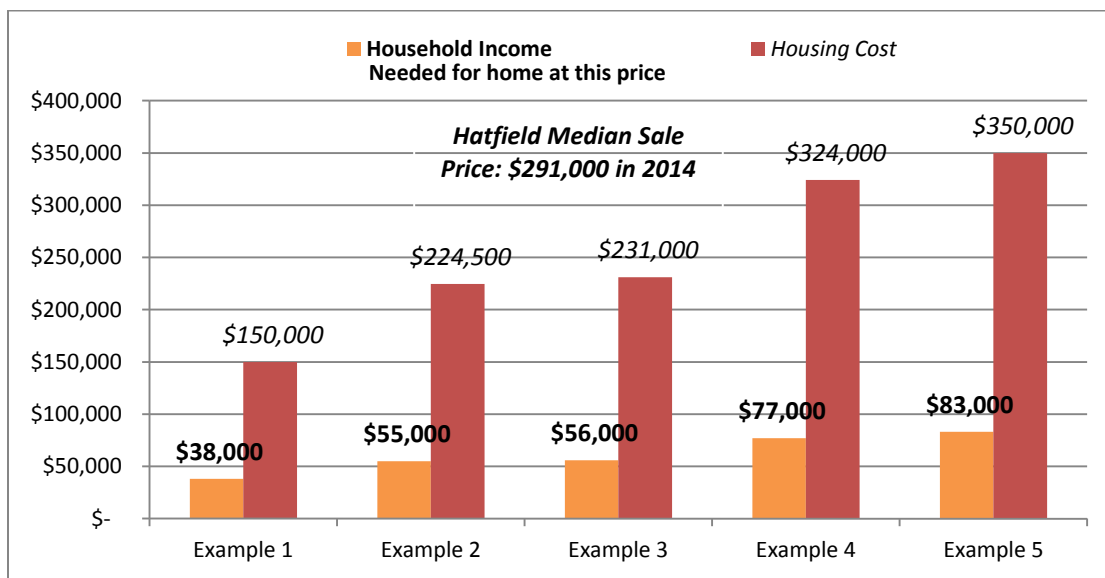 Household Income
Needed for home at this price
Housing Cost
$400,000
$350,000
$300,000
$250,000
$200,000
$150,000
$100,000
$50,000
$-
Hatfield Median Sale
Price: $291,000 in 2014
$38,000
$150,000
$55,000
$224,500
$56,000
$231,000
$77,000
$324,000
$83,000
$350,000
Example 1
Example 2
Example 3
Example 4
Example 5